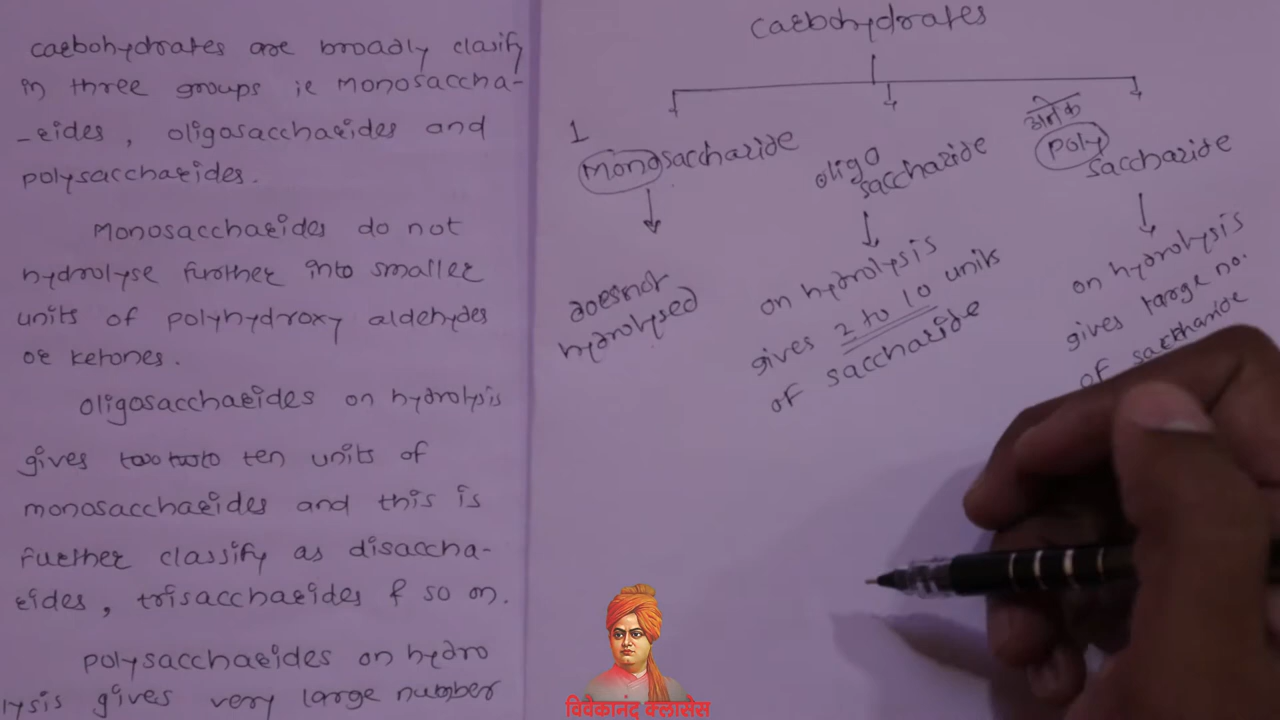 carbohydrates are broadly clasify
in three groups ie Monosaccha-
-rides, oligosaccharides and
polysaccharides.
Monosaccharides do not
hydrolyse further into smaller
units of polyhydroxy aldehydes
or ketones.
oligosaccharides on hydrolysis
gives two to ten units of
monosaccharides and this is
further classify as disaccha-
rides, trisaccharides & so on.
polysaccharides on hydro
lysis gives very large number
carbohydrates
1
Monosaccharide
doesnot
hydrolysed
oligo
saccharide
on hydrolysis
gives 2 to 10 units
of saccharide
अनेक
poly
saccharide
on hydrolysis
gives large no.
of saccharide
विवेकानंद क्लासेस